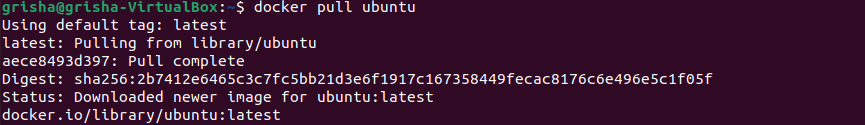 grisha@grisha-VirtualBox:~$ docker pull ubuntu
Using default tag: latest
latest: Pulling from library/ubuntu
aece8493d397: Pull complete
Digest: sha256:2b7412e6465c3c7fc5bb21d3e6f1917c167358449fecac8176c6e496e5c1f05f
Status: Downloaded newer image for ubuntu:latest
docker.io/library/ubuntu:latest